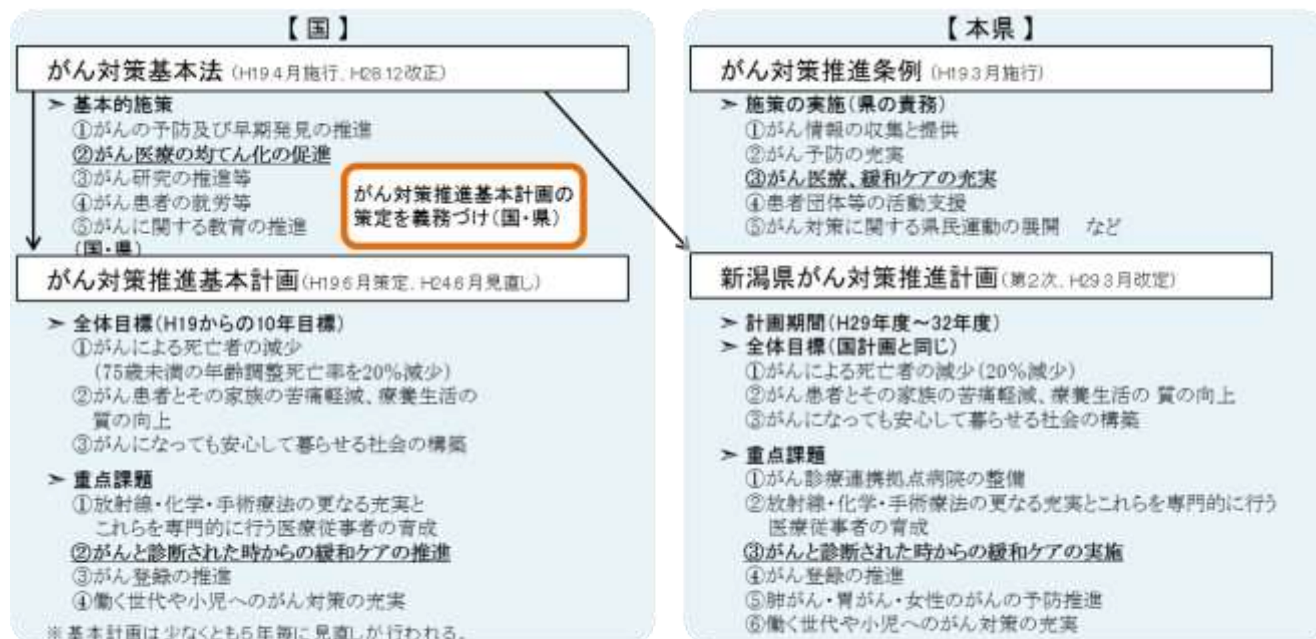 【国】
がん対策基本法（H19.4月施行、H28.12改正）
➢ 基本的施策
①がんの予防及び早期発見の推進
②がん医療の均てん化の促進
③がん研究の推進等
④がん患者の就労等
⑤がんに関する教育の推進
（国・県）
がん対策推進基本計画の
策定を義務づけ（国・県）
がん対策推進基本計画（H19.6月策定、H24.6月見直し）
➢ 全体目標（H19からの10年目標）
①がんによる死亡者の減少
（75歳未満の年齢調整死亡率を20％減少）
②がん患者とその家族の苦痛軽減、療養生活の
質の向上
③がんになっても安心して暮らせる社会の構築
➢ 重点課題
①放射線・化学・手術療法の更なる充実と
これらを専門的に行う医療従事者の育成
②がんと診断された時からの緩和ケアの推進
③がん登録の推進
④働く世代や小児へのがん対策の充実
※基本計画は少なくとも５年毎に見直しが行われる。
【本県】
がん対策推進条例（H19.3月施行）
➢ 施策の実施（県の責務）
①がん情報の収集と提供
②がん予防の充実
③がん医療、緩和ケアの充実
④患者団体等の活動支援
⑤がん対策に関する県民運動の展開　など
新潟県がん対策推進計画（第2次、H29.3月改定）
➢ 計画期間（H29年度～32年度）
➢ 全体目標（国計画と同じ）
①がんによる死亡者の減少（20％減少）
②がん患者とその家族の苦痛軽減、療養生活の 質の向上
③がんになっても安心して暮らせる社会の構築
➢ 重点課題
①がん診療連携拠点病院の整備
②放射線・化学・手術療法の更なる充実とこれらを専門的に行う
医療従事者の育成
③がんと診断された時からの緩和ケアの実施
④がん登録の推進
⑤肺がん・胃がん・女性のがんの予防推進
⑥働く世代や小児へのがん対策の充実